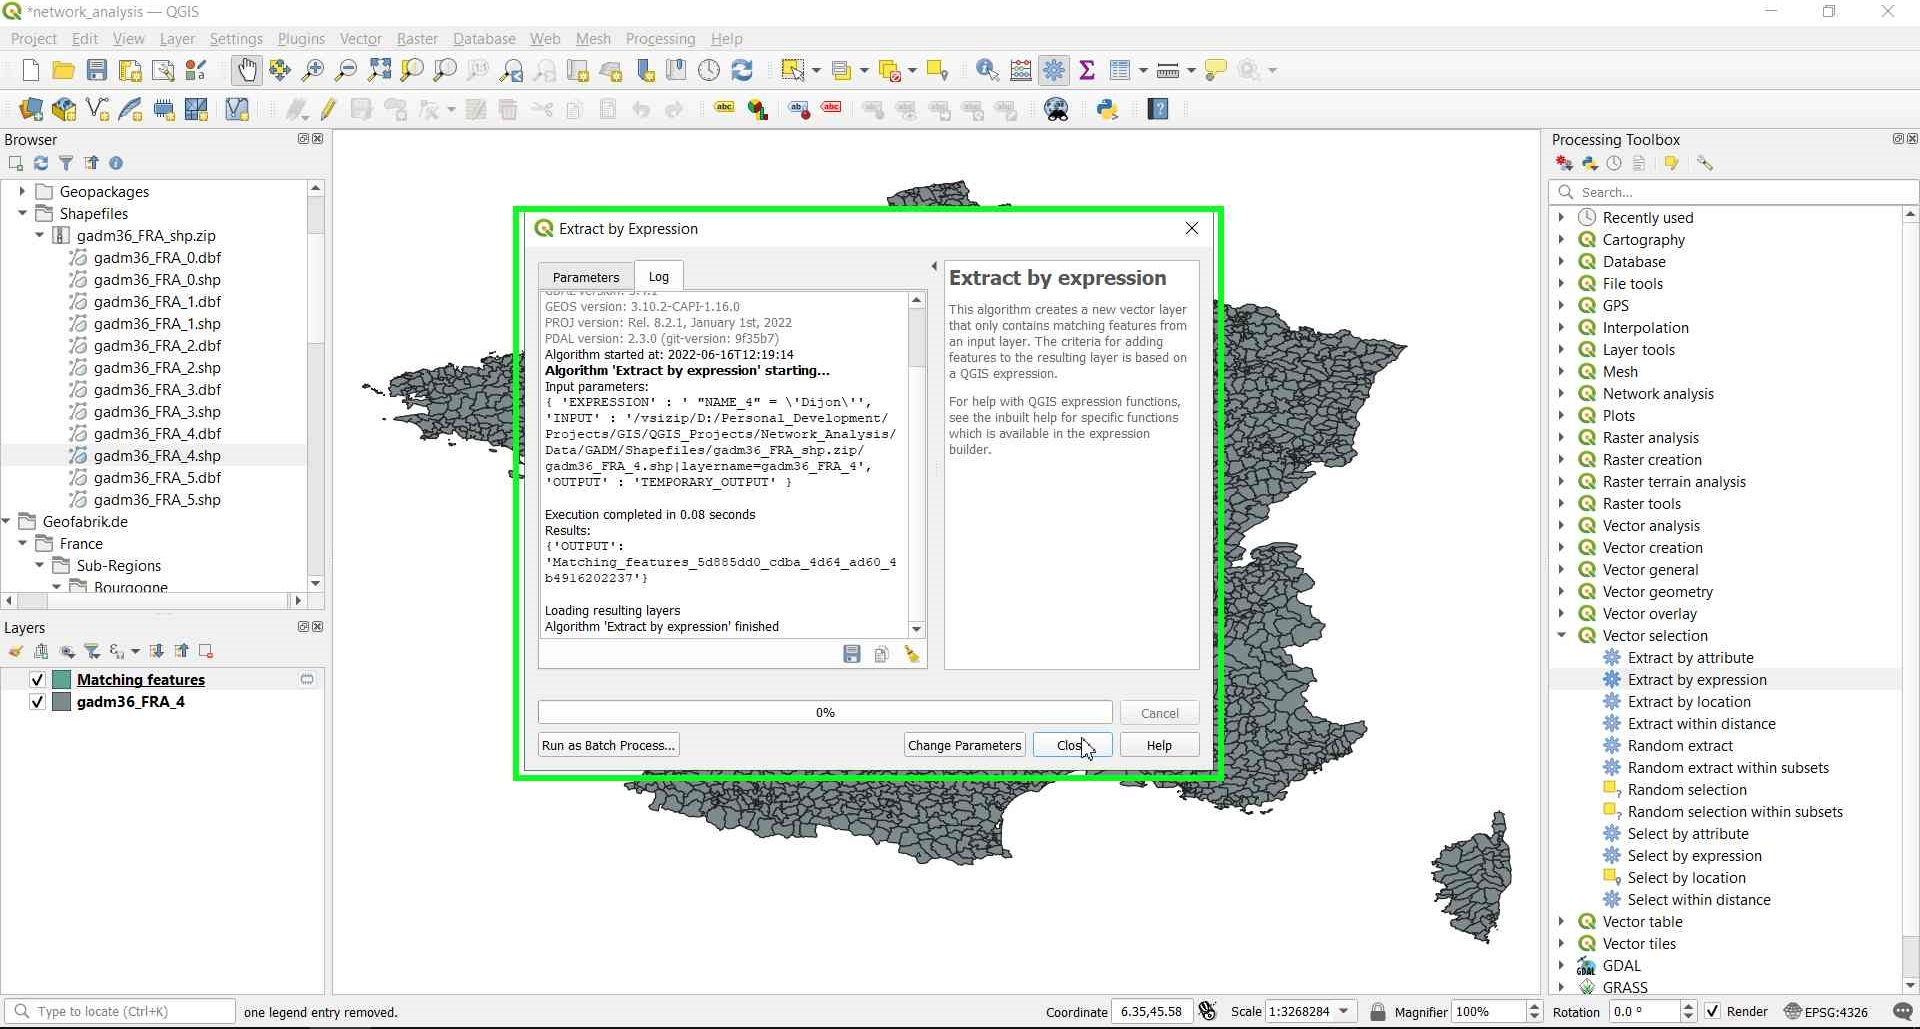 *network_analysis — QGIS
Project Edit View Layer Settings Plugins Vector Raster Database Web Mesh Processing Help
Browser
Geopackages
Shapefiles
gadm36_FRA_shp.zip
gadm36_FRA_0.dbf
gadm36_FRA_0.shp
gadm36_FRA_1.dbf
gadm36_FRA_1.shp
gadm36_FRA_2.dbf
gadm36_FRA_2.shp
gadm36_FRA_3.dbf
gadm36_FRA_3.shp
gadm36_FRA_4.dbf
gadm36_FRA_4.shp
gadm36_FRA_5.dbf
gadm36_FRA_5.shp
Geofabrik.de
France
Sub-Regions
Bourgogne
Layers
Matching features
gadm36_FRA_4
Extract by Expression
Parameters Log
GEOS version: 3.10.2-CAPI-1.16.0
PROJ version: Rel. 8.2.1, January 1st, 2022
PDAL version: 2.3.0 (git-version: 9f35b7)
Algorithm started at: 2022-06-16T12:19:14
Algorithm 'Extract by expression' starting...
Input parameters:
{ 'EXPRESSION' : ' "NAME_4" = \'Dijon\'',
'INPUT' : '/vsizip/D:/Personal_Development/
Projects/GIS/QGIS_Projects/Network_Analysis/
Data/GADM/Shapefiles/gadm36_FRA_shp.zip/
gadm36_FRA_4.shp|layername=gadm36_FRA_4',
'OUTPUT' : 'TEMPORARY_OUTPUT' }
Execution completed in 0.08 seconds
Results:
{'OUTPUT':
'Matching_features_5d885dd0_cdba_4d64_ad60_4
b4916202237'}
Loading resulting layers
Algorithm 'Extract by expression' finished
0%
Cancel
Run as Batch Process...
Change Parameters
Help
Extract by expression
This algorithm creates a new vector layer
that only contains matching features from
an input layer. The criteria for adding
features to the resulting layer is based on
a QGIS expression.
For help with QGIS expression functions,
see the inbuilt help for specific functions
which is available in the expression
builder.
Processing Toolbox
Search...
Recently used
Cartography
Database
File tools
GPS
Interpolation
Layer tools
Mesh
Network analysis
Plots
Raster analysis
Raster creation
Raster terrain analysis
Raster tools
Vector analysis
Vector creation
Vector general
Vector geometry
Vector overlay
Vector selection
Extract by attribute
Extract by expression
Extract by location
Extract within distance
Random extract
Random extract within subsets
Random selection
Random selection within subsets
Select by attribute
Select by expression
Select by location
Select within distance
Vector table
Vector tiles
GDAL
GRASS
Type to locate (Ctrl+K)
one legend entry removed.
Coordinate 6.35,45.58
Scale 1:3268284
Magnifier 100%
Rotation 0.0 °
Render
EPSG:4326